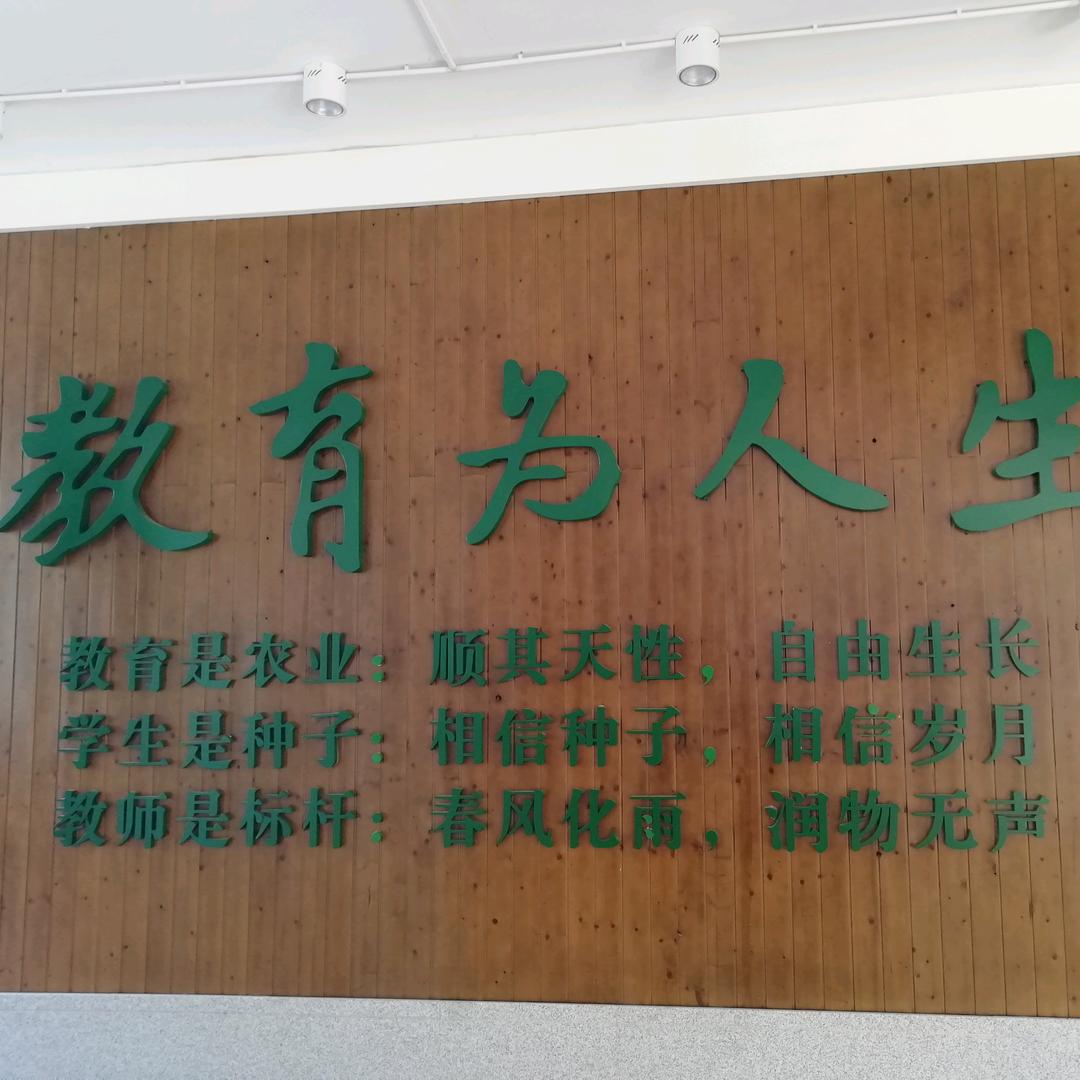 教育为人生
教育是农业：顺其天性，自由生长
学生是种子：相信种子，相信岁月
教师是标杆：春风化雨，润物无声